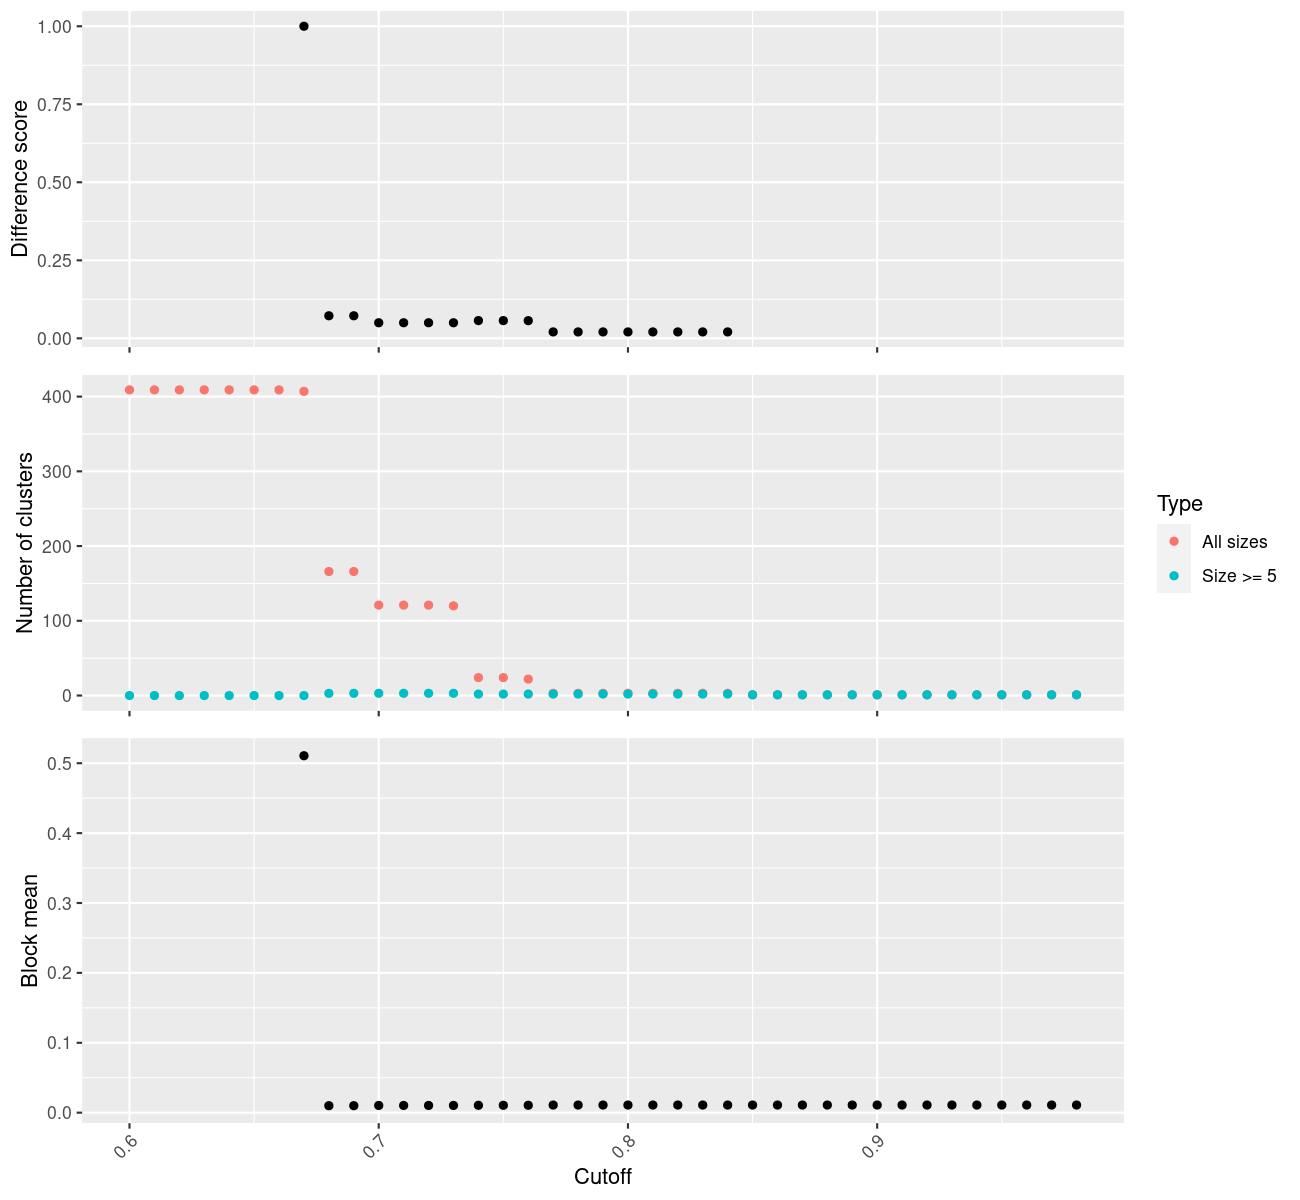 1.00
0.75
0.50
0.25
0.00
Difference score
400
300
200
100
0
Number of clusters
Type
All sizes
Size >= 5
0.5
0.4
0.3
0.2
0.1
0.0
Block mean
0.6
0.7
0.8
0.9
Cutoff